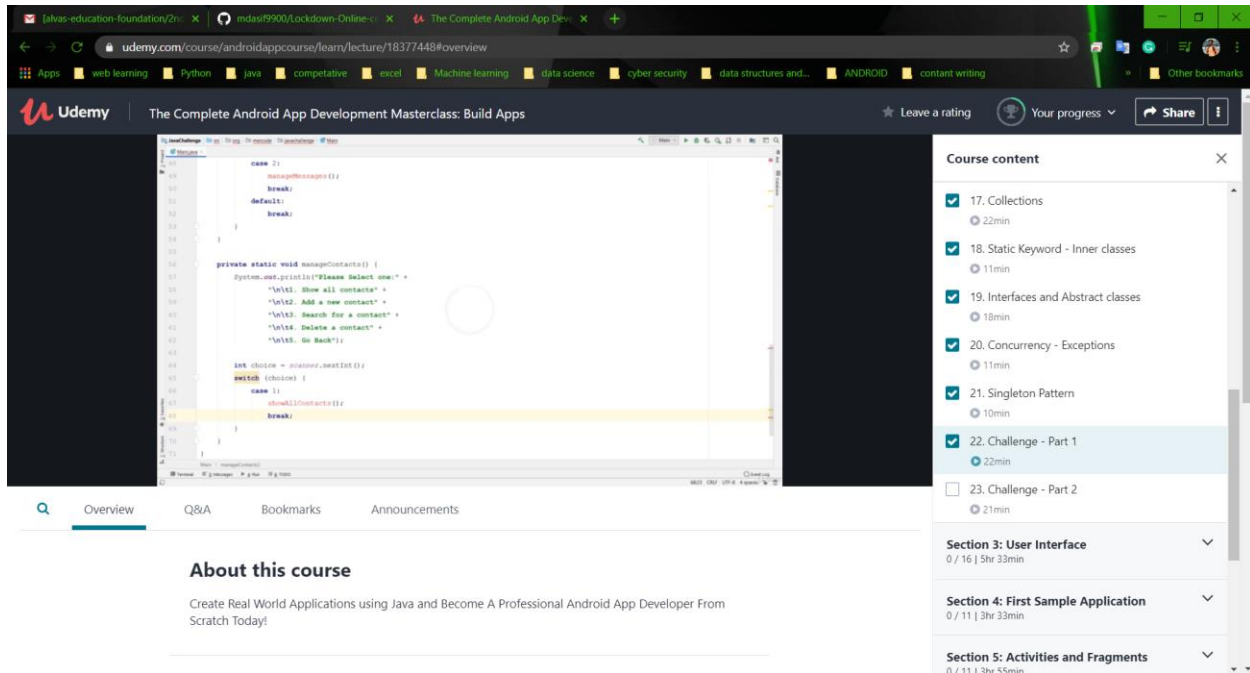 [alvas-education-foundation/2nd
mdasif9900/Lockdown-Online-co
The Complete Android App Deve
udemy.com/course/androidappcourse/learn/lecture/18377448#overview
Apps web learning Python java competative excel Machine learning data science cyber security data structures and... ANDROID contant writing » Other bookmarks
Udemy The Complete Android App Development Masterclass: Build Apps Leave a rating Your progress Share
case 2:
manageMessages();
break;
default:
break;
}
}
private static void manageContacts() {
System.out.println("Please Select one:" +
"\n\t1. Show all contacts" +
"\n\t2. Add a new contact" +
"\n\t3. Search for a contact" +
"\n\t4. Delete a contact" +
"\n\t5. Go Back");
int choice = scanner.nextInt();
switch (choice) {
case 1:
showAllContacts();
break;
}
}
}
Overview Q&A Bookmarks Announcements
About this course
Create Real World Applications using Java and Become A Professional Android App Developer From
Scratch Today!
Course content
17. Collections
22min
18. Static Keyword - Inner classes
11min
19. Interfaces and Abstract classes
18min
20. Concurrency - Exceptions
11min
21. Singleton Pattern
10min
22. Challenge - Part 1
22min
23. Challenge - Part 2
21min
Section 3: User Interface
0 / 16 | 5hr 33min
Section 4: First Sample Application
0 / 11 | 3hr 33min
Section 5: Activities and Fragments
0 / 11 | 3hr 55min